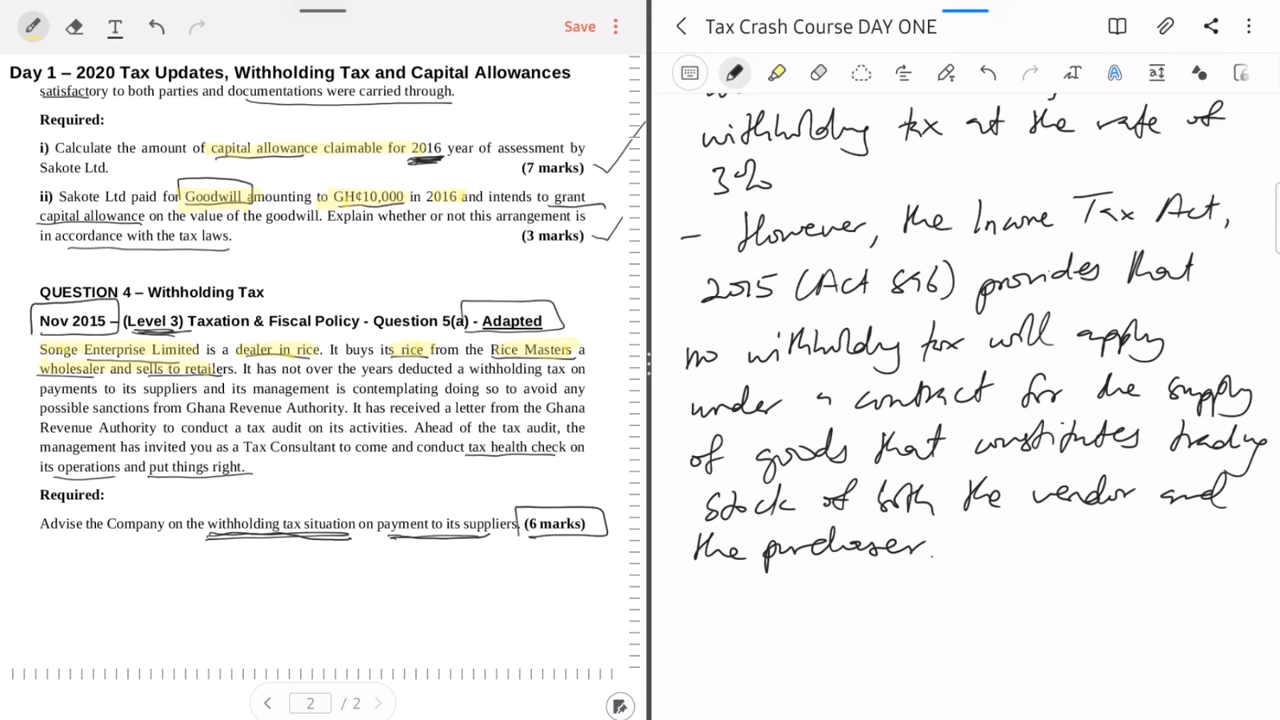 Save
Tax Crash Course DAY ONE
Day 1 – 2020 Tax Updates, Withholding Tax and Capital Allowances
satisfactory to both parties and documentations were carried through.
Required:
i) Calculate the amount of capital allowance claimable for 2016 year of assessment by
Sakote Ltd. (7 marks)
ii) Sakote Ltd paid for Goodwill amounting to GH¢10,000 in 2016 and intends to grant
capital allowance on the value of the goodwill. Explain whether or not this arrangement is
in accordance with the tax laws. (3 marks)
QUESTION 4 – Withholding Tax
Nov 2015 – (Level 3) Taxation & Fiscal Policy - Question 5(a) - Adapted
Songe Enterprise Limited is a dealer in rice. It buys its rice from the Rice Masters a
wholesaler and sells to retailers. It has not over the years deducted a withholding tax on
payments to its suppliers and its management is contemplating doing so to avoid any
possible sanctions from Ghana Revenue Authority. It has received a letter from the Ghana
Revenue Authority to conduct a tax audit on its activities. Ahead of the tax audit, the
management has invited you as a Tax Consultant to come and conduct tax health check on
its operations and put things right.
Required:
Advise the Company on the withholding tax situation on payment to its suppliers. (6 marks)
2 / 2
withholding tax at the rate of
3%
- However, the Income Tax Act,
2015 (Act 896) provides that
no withholding tax will apply
under a contract for the supply
of goods that constitutes trading
stock of both the vendor and
the purchaser.